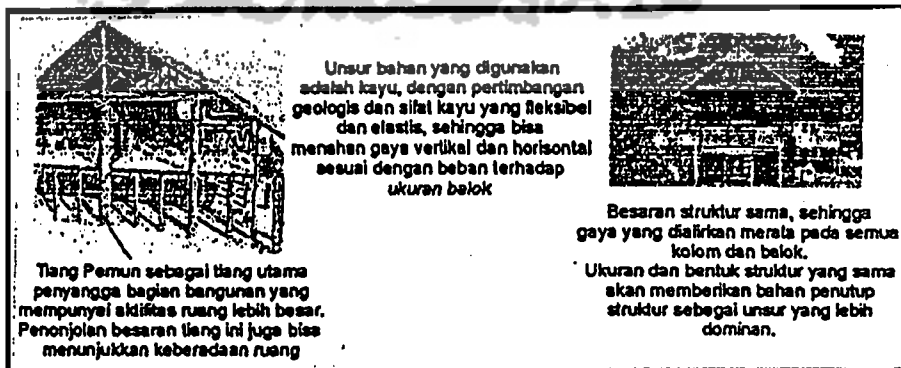 Unsur bahan yang digunakan
adalah kayu, dengan pertimbangan
geologis dan sifat kayu yang fleksibel
dan elastis, sehingga bisa
menahan gaya vertikal dan horisontal
sesuai dengan beban terhadap
ukuran balok
Tiang Pemun sebagai tiang utama
penyangga bagian bangunan yang
mempunyai aktifitas ruang lebih besar.
Penonjolan besaran tiang ini juga bisa
menunjukkan keberadaan ruang
Besaran struktur sama, sehingga
gaya yang dialirkan merata pada semua
kolom dan balok.
Ukuran dan bentuk struktur yang sama
akan memberikan bahan penutup
struktur sebagai unsur yang lebih
dominan.